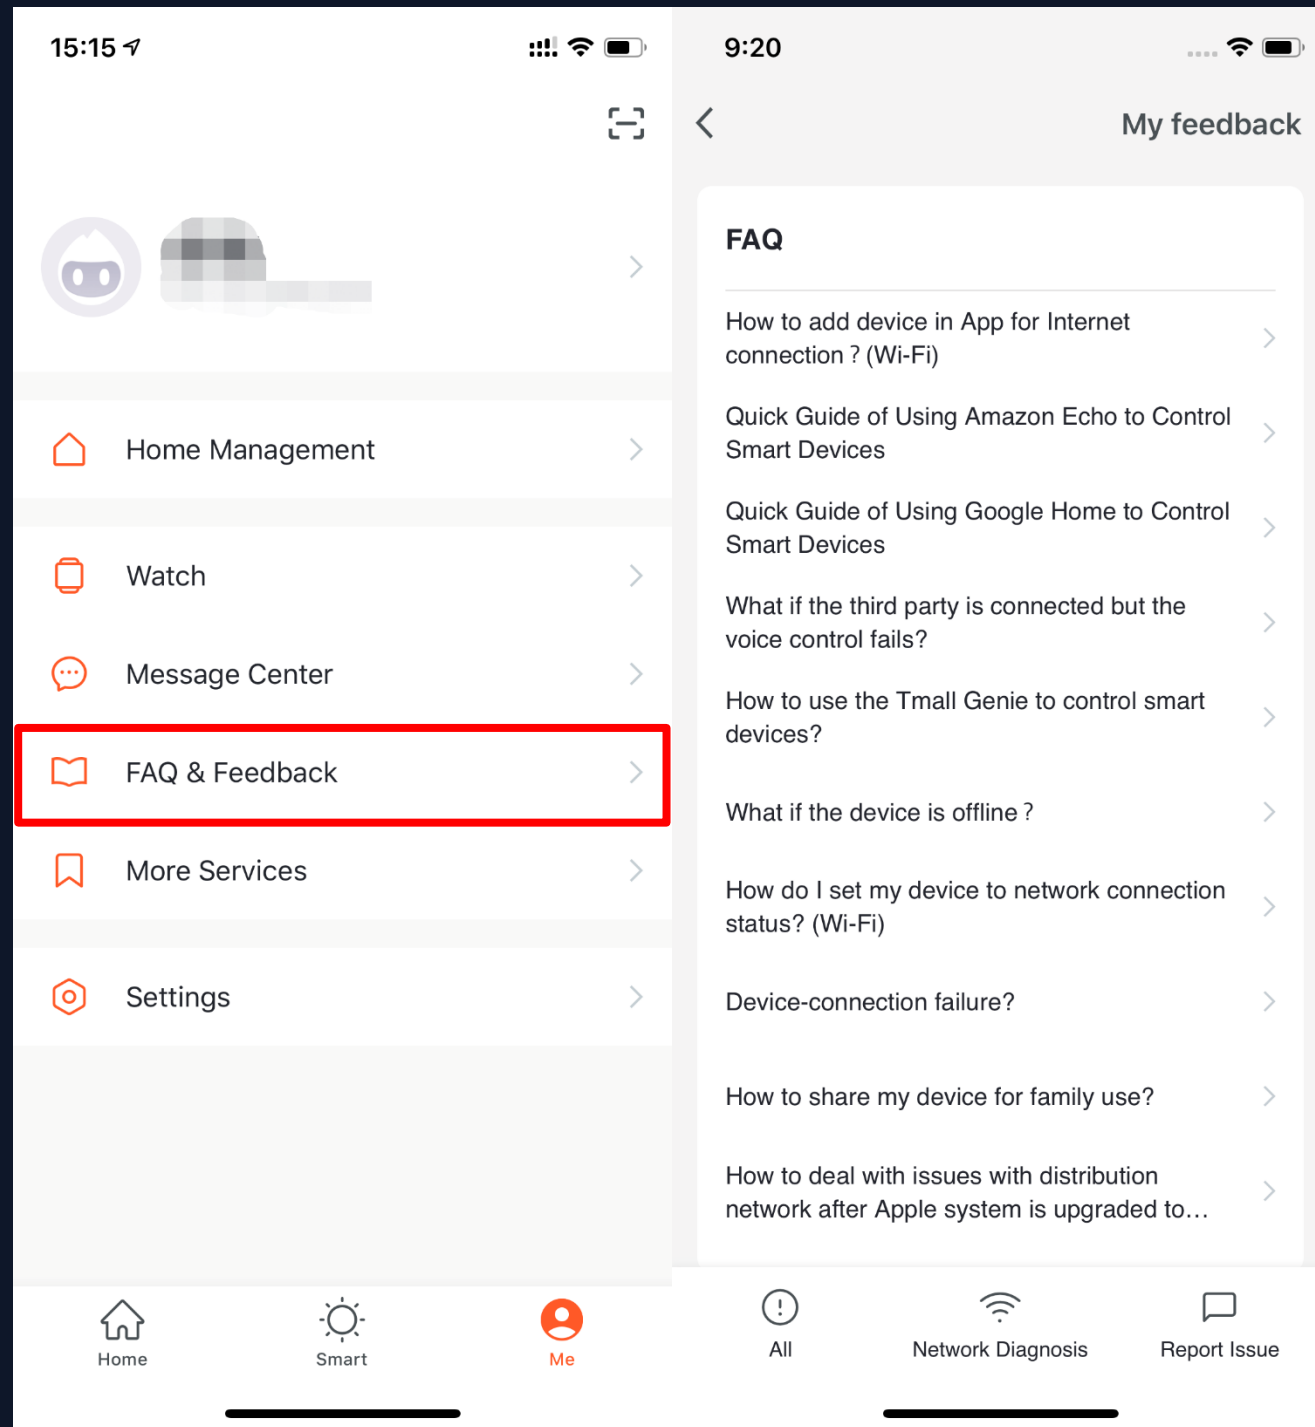 15:15
Home Management
Watch
Message Center
FAQ & Feedback
More Services
Settings
Home
Smart
Me
9:20
My feedback
FAQ
How to add device in App for Internet
connection ? (Wi-Fi)
Quick Guide of Using Amazon Echo to Control
Smart Devices
Quick Guide of Using Google Home to Control
Smart Devices
What if the third party is connected but the
voice control fails?
How to use the Tmall Genie to control smart
devices?
What if the device is offline ?
How do I set my device to network connection
status? (Wi-Fi)
Device-connection failure?
How to share my device for family use?
How to deal with issues with distribution
network after Apple system is upgraded to...
All
Network Diagnosis
Report Issue